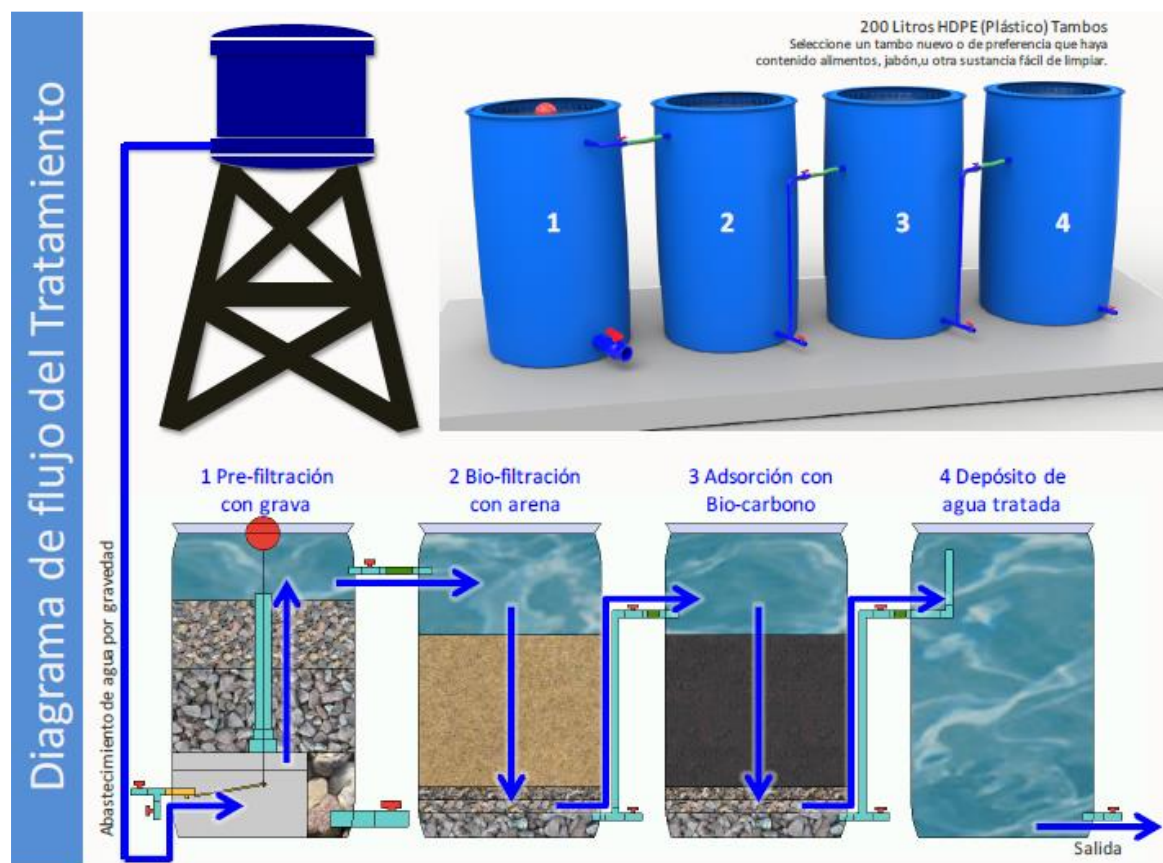 Diagrama de flujo del Tratamiento
200 Litros HDPE (Plástico) Tambos
Seleccione un tambo nuevo o de preferencia que haya
contenido alimentos, jabón,u otra sustancia fácil de limpiar.
1
2
3
4
Abastecimiento de agua por gravedad
1 Pre-filtración
con grava
2 Bio-filtración
con arena
3 Adsorción con
Bio-carbono
4 Depósito de
agua tratada
Salida